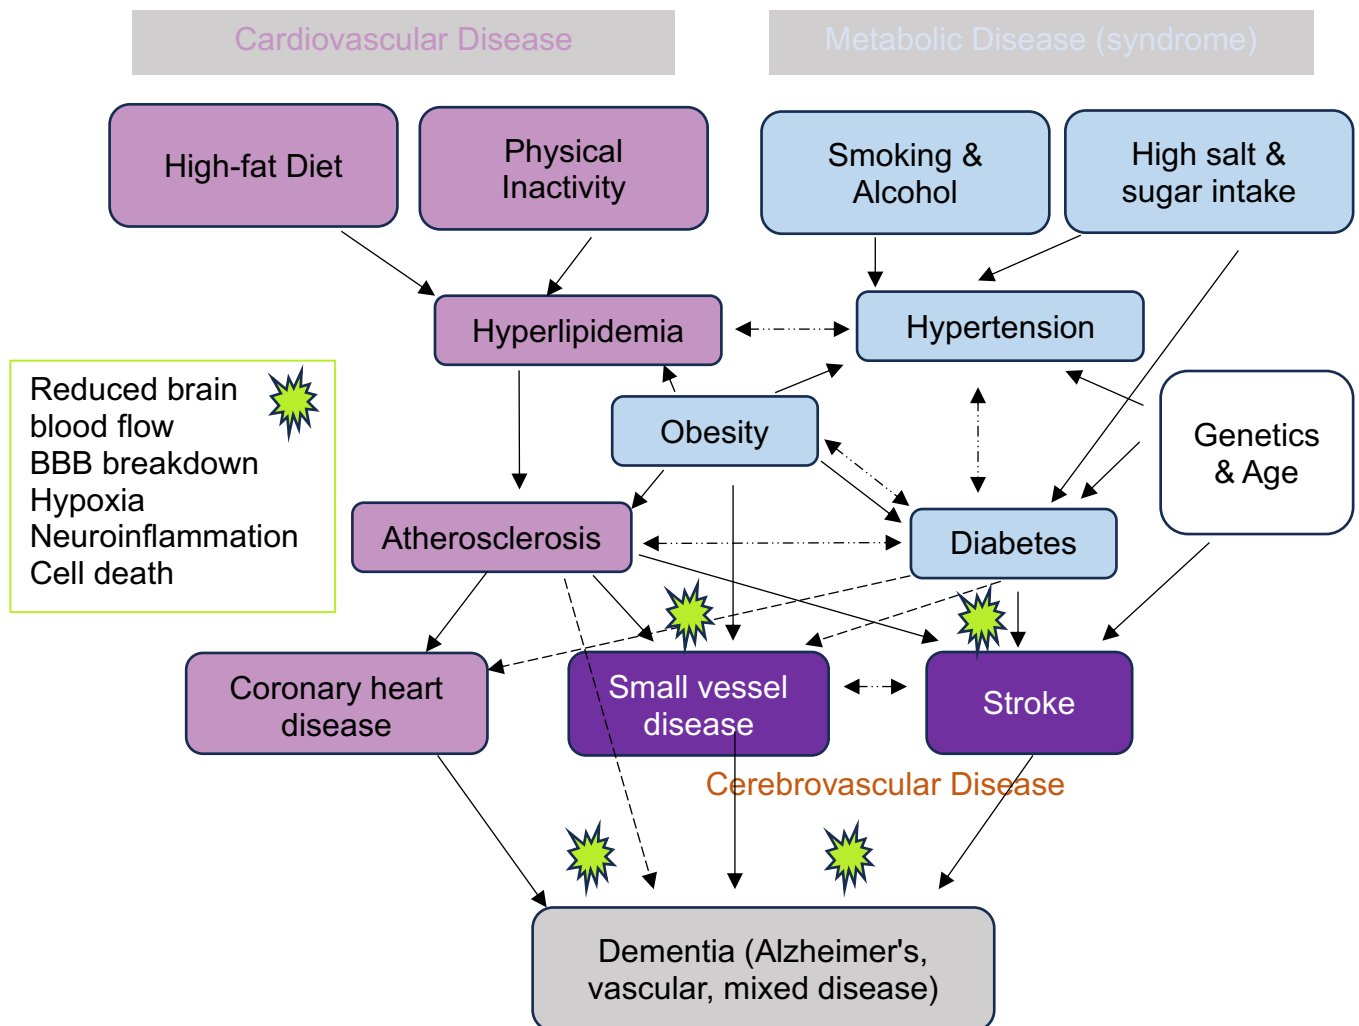 Cardiovascular Disease
Metabolic Disease (syndrome)
High-fat Diet
Physical
Inactivity
Smoking &
Alcohol
High salt &
sugar intake
Hyperlipidemia
Hypertension
Reduced brain
blood flow
BBB breakdown
Hypoxia
Neuroinflammation
Cell death
Obesity
Genetics
& Age
Atherosclerosis
Diabetes
Coronary heart
disease
Small vessel
disease
Stroke
Cerebrovascular Disease
Dementia (Alzheimer's,
vascular, mixed disease)